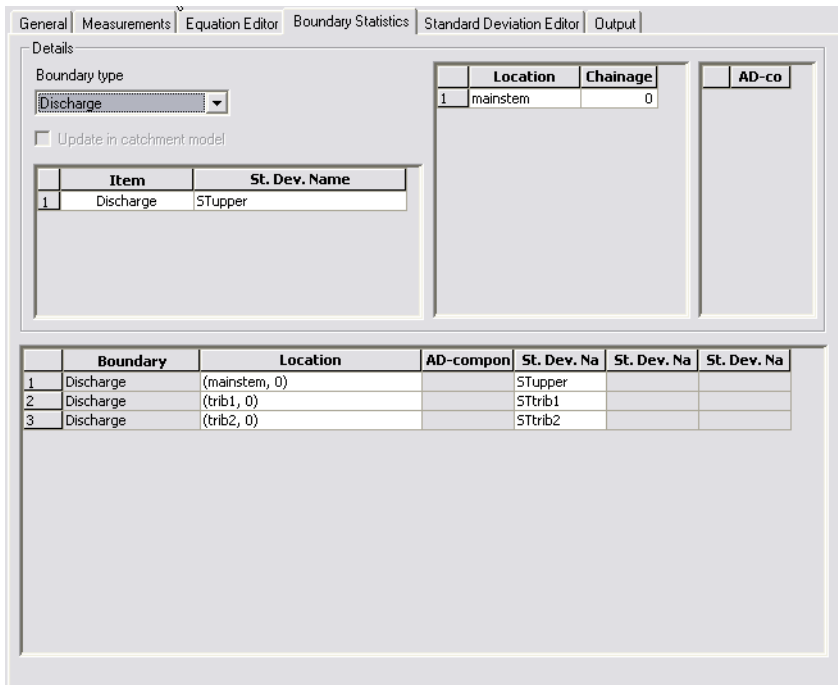 General Measurements Equation Editor Boundary Statistics Standard Deviation Editor Output
Details
Boundary type
Discharge
Update in catchment model
Item St. Dev. Name
1 Discharge STupper
Location Chainage
1 mainstem 0
AD-co
Boundary Location AD-compon St. Dev. Na St. Dev. Na St. Dev. Na
1 Discharge (mainstem, 0) STupper
2 Discharge (trib1, 0) STtrib1
3 Discharge (trib2, 0) STtrib2